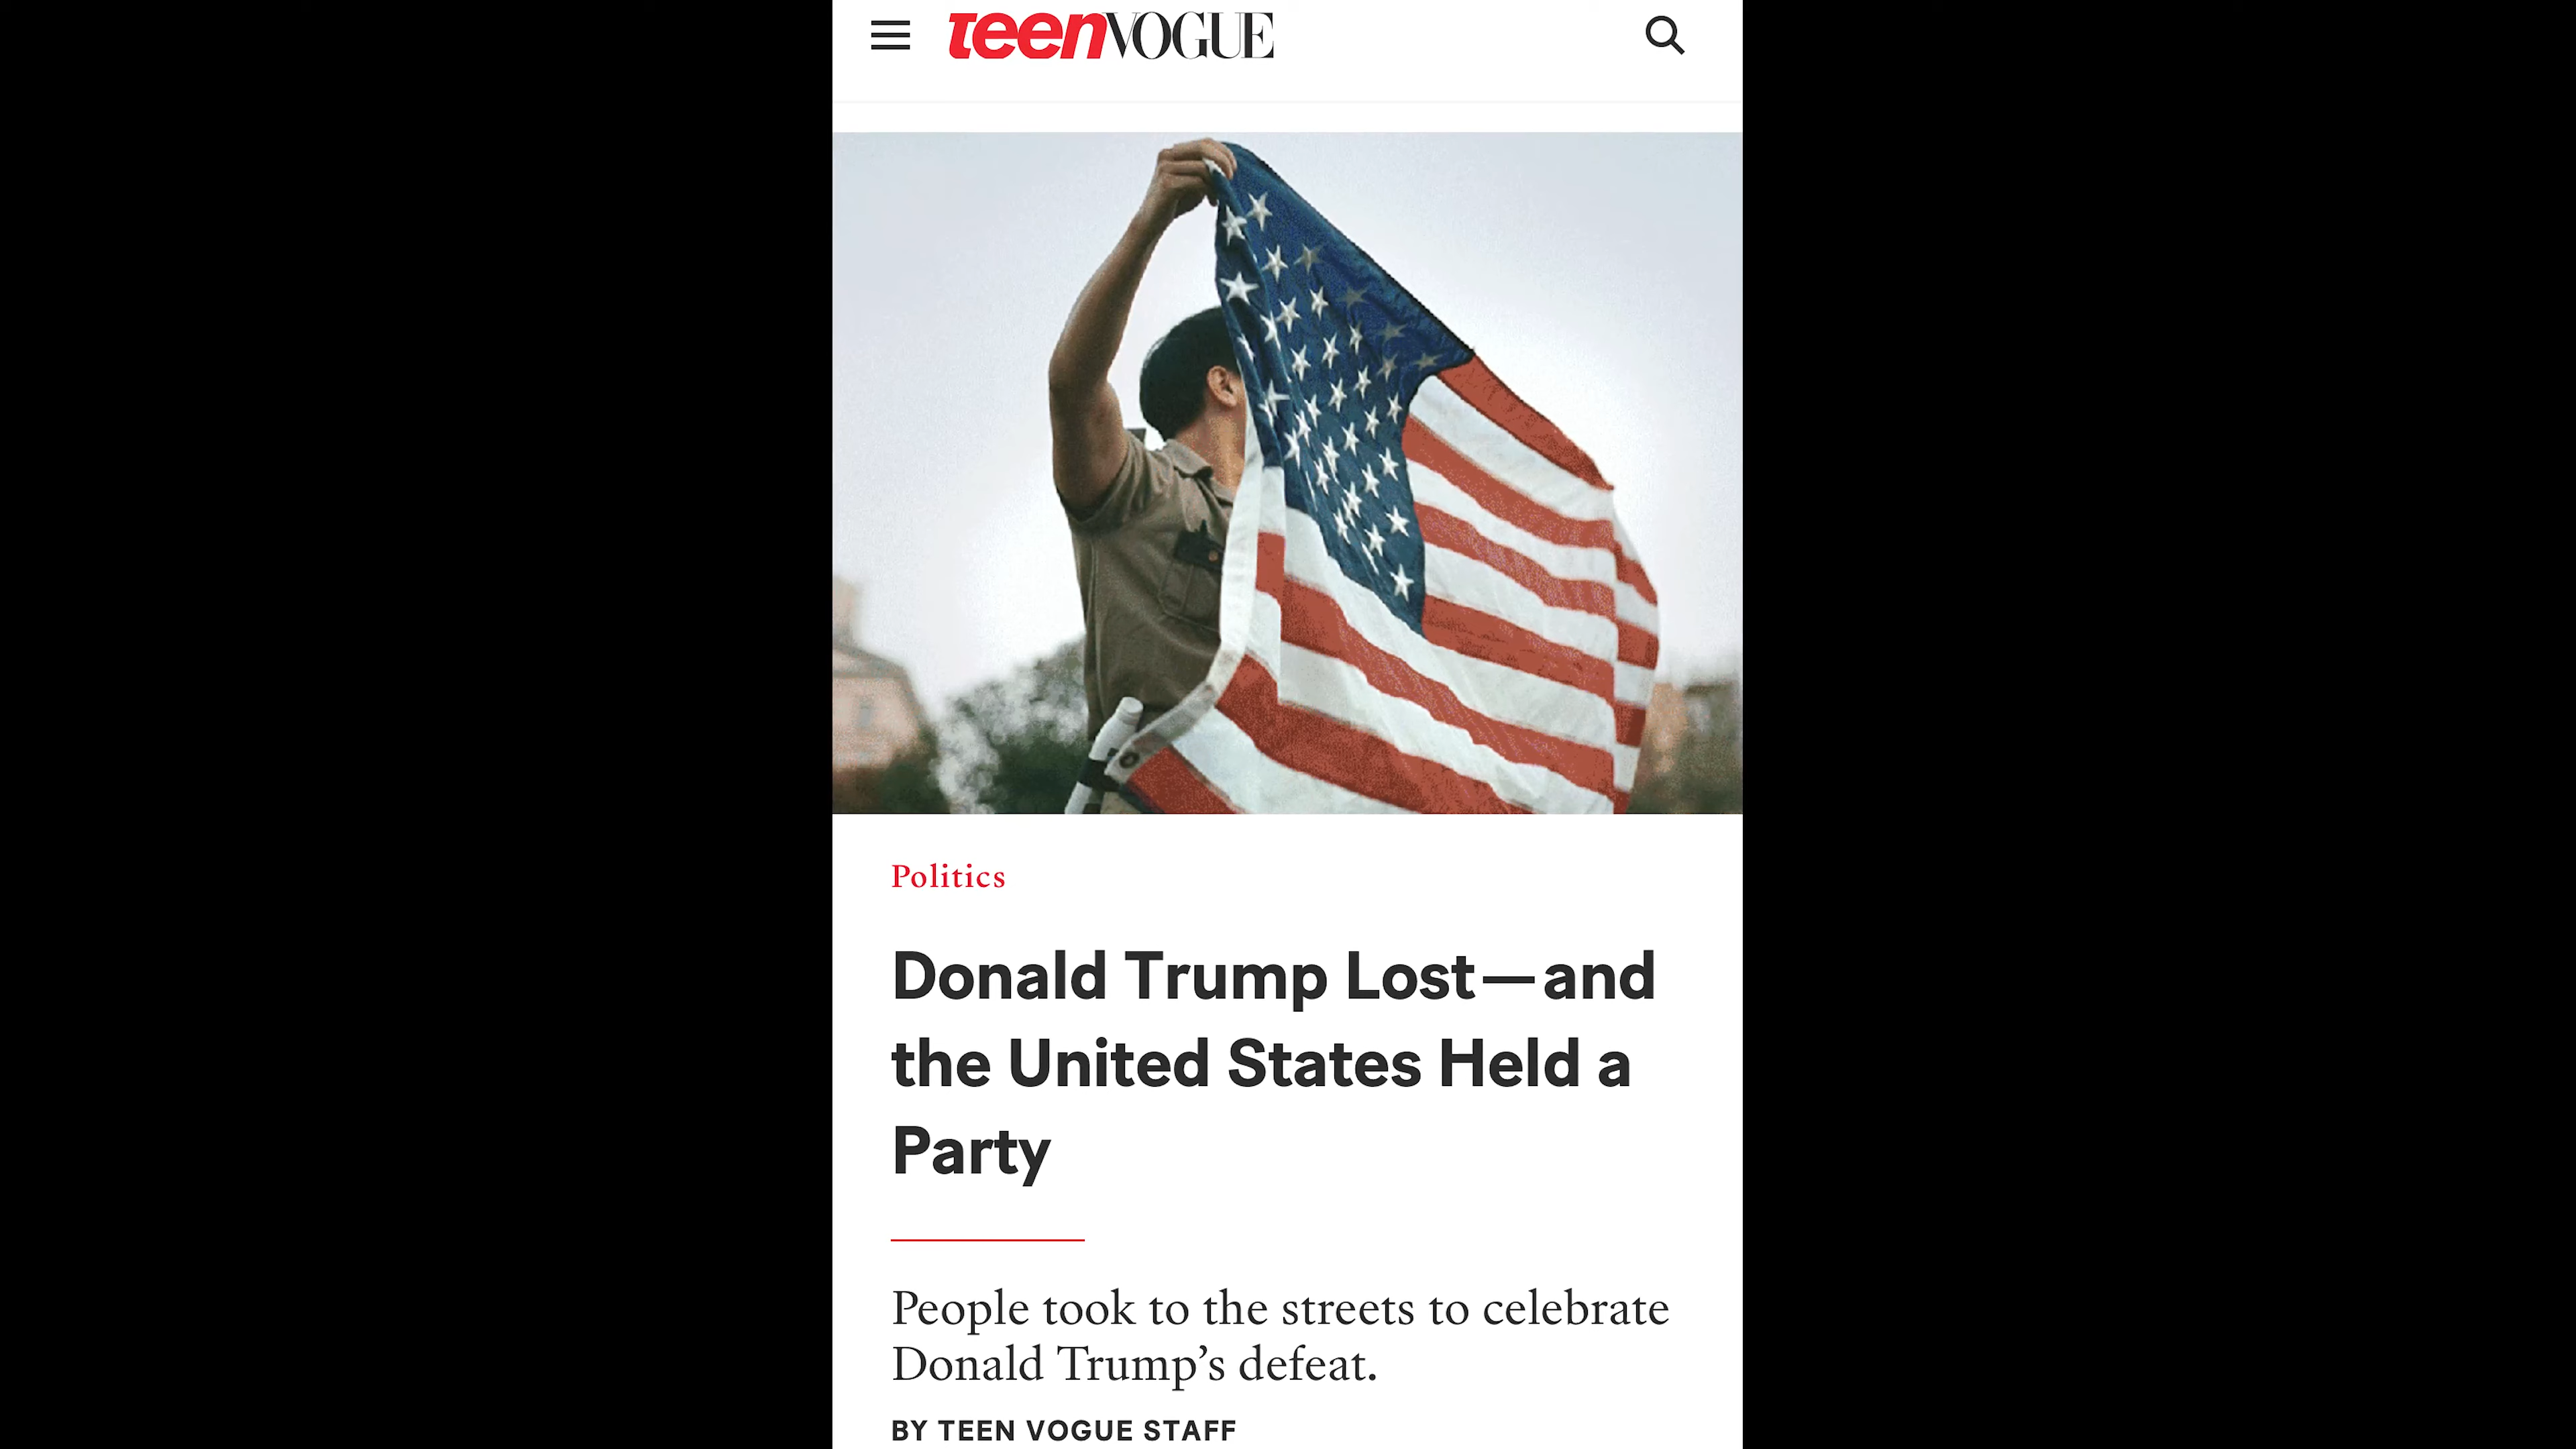 teenVOGUE
Politics
Donald Trump Lost—and
the United States Held a
Party
People took to the streets to celebrate
Donald Trump’s defeat.
BY TEEN VOGUE STAFF